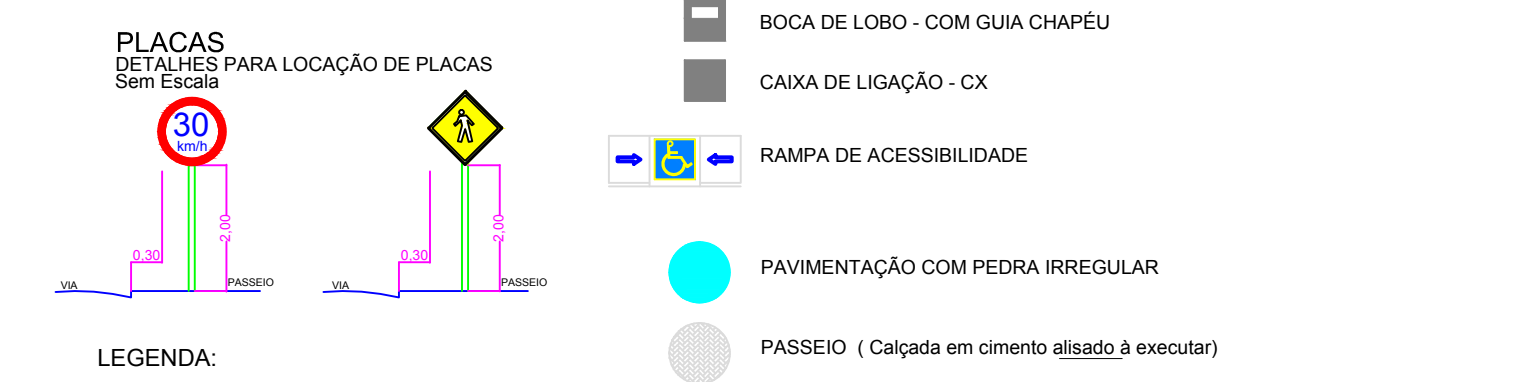 PLACAS
DETALHES PARA LOCAÇÃO DE PLACAS
Sem Escala
30
km/h
0,30
2,00
VIA
PASSEIO
0,30
2,00
VIA
PASSEIO
LEGENDA:
BOCA DE LOBO - COM GUIA CHAPÉU
CAIXA DE LIGAÇÃO - CX
RAMPA DE ACESSIBILIDADE
PAVIMENTAÇÃO COM PEDRA IRREGULAR
PASSEIO ( Calçada em cimento alisado à executar)